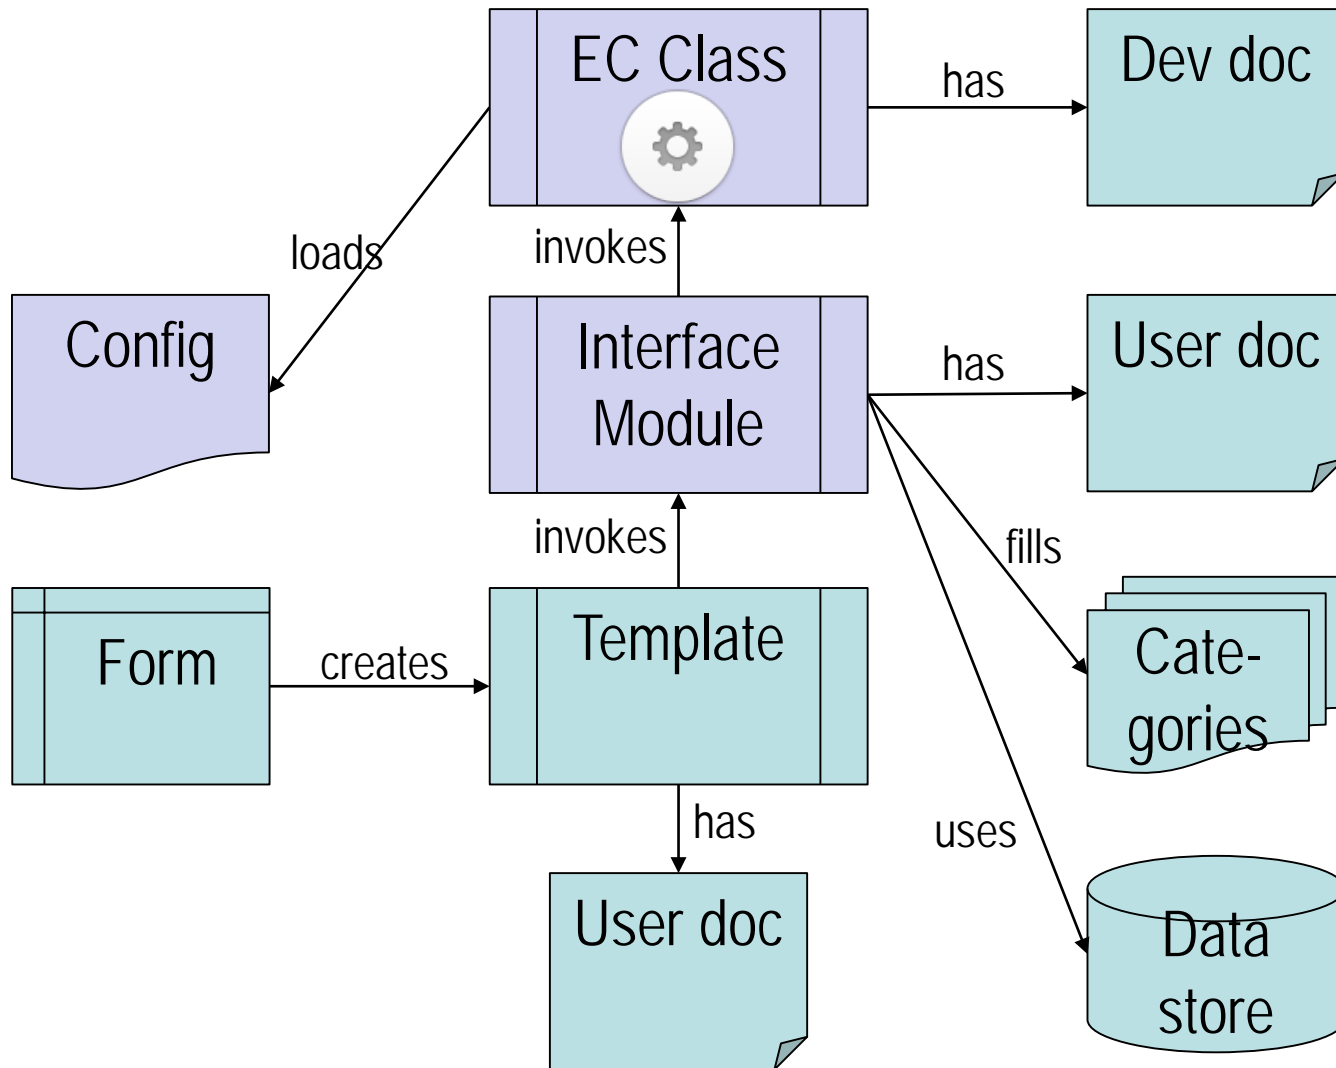 EC Class
has
Dev doc
loads
invokes
Config
Interface
Module
has
User doc
invokes
fills
Form
creates
Template
Cate-
gories
has
uses
User doc
Data
store